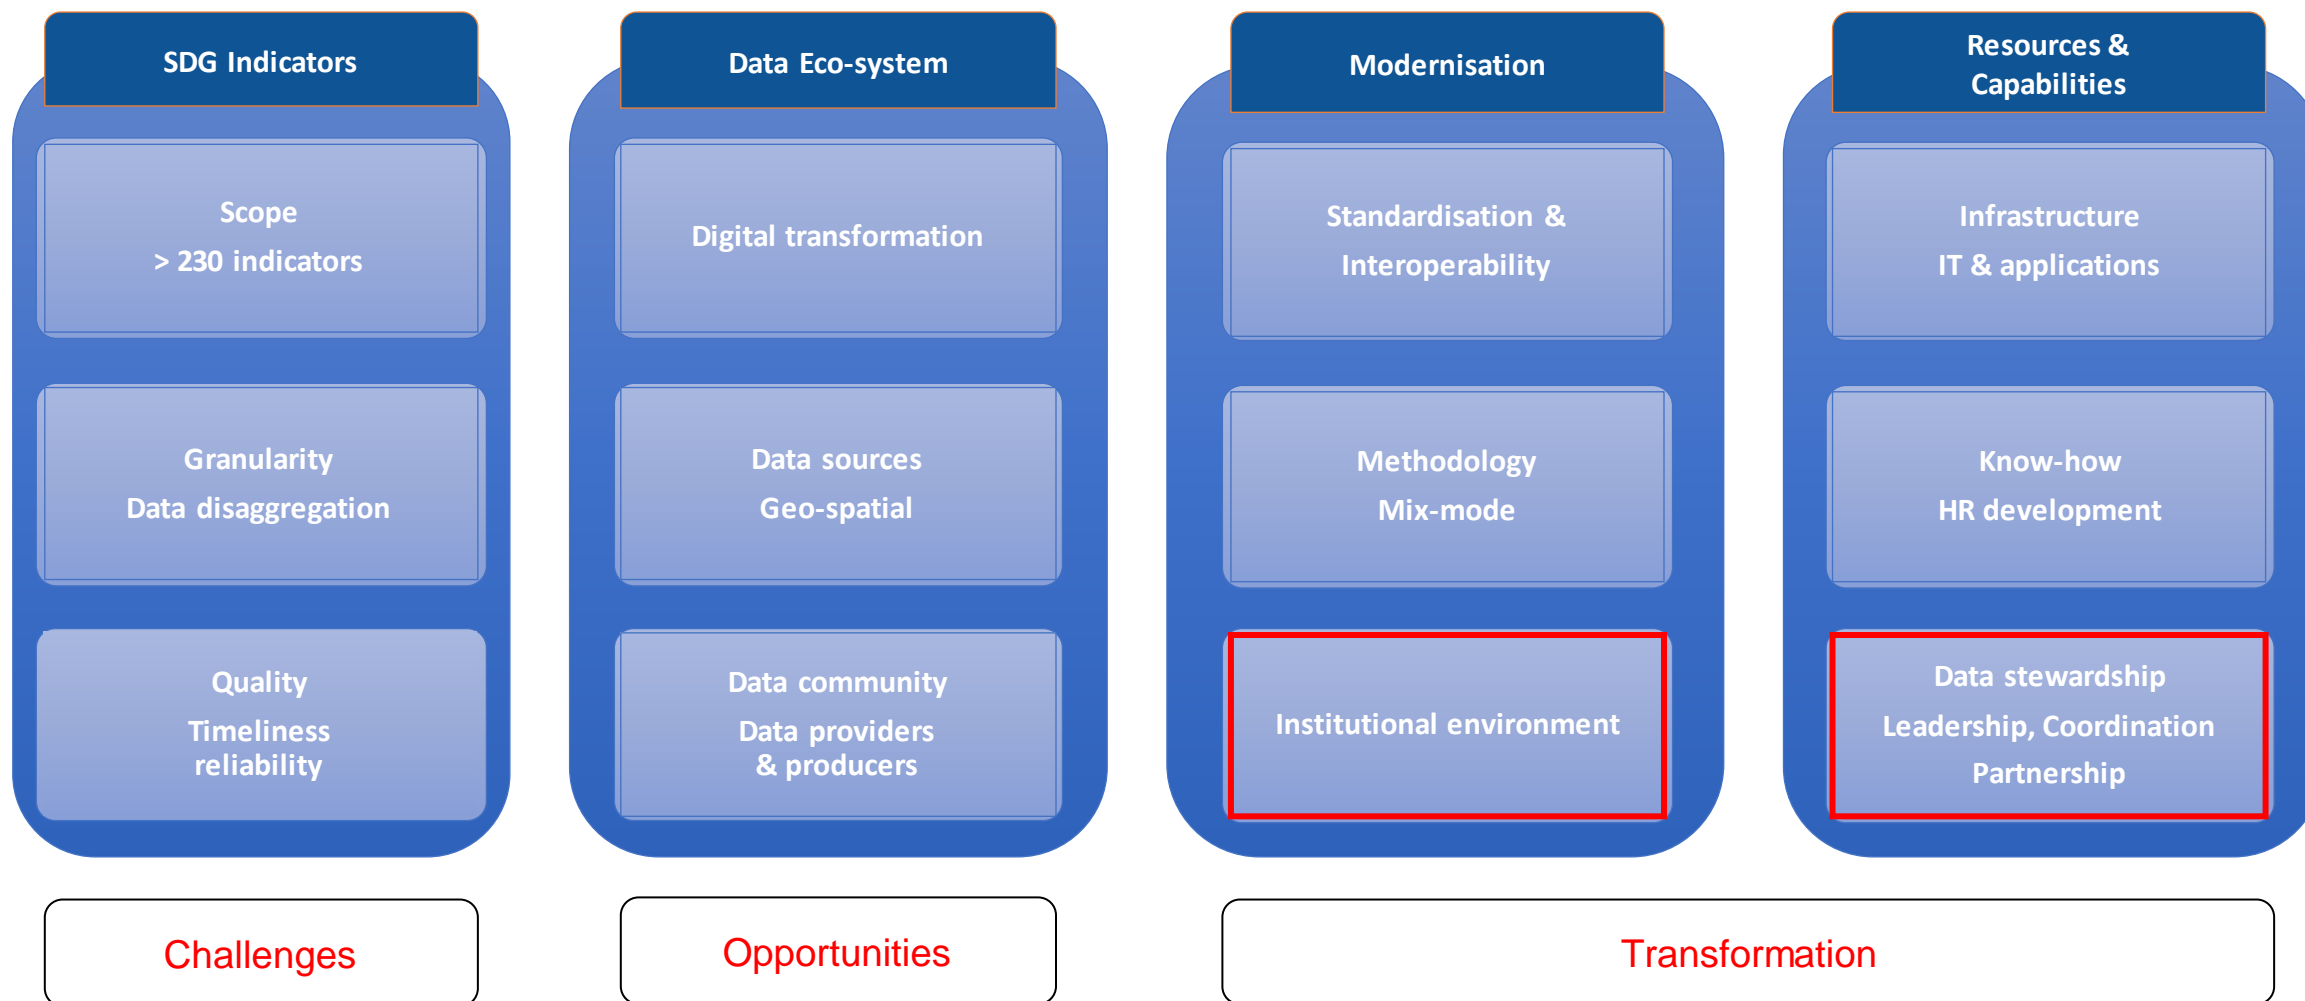 SDG Indicators
Scope
> 230 indicators
Granularity
Data disaggregation
Quality
Timeliness
reliability
Challenges
Data Eco-system
Digital transformation
Data sources
Geo-spatial
Data community
Data providers
& producers
Opportunities
Modernisation
Standardisation &
Interoperability
Methodology
Mix-mode
Institutional environment
Resources &
Capabilities
Infrastructure
IT & applications
Know-how
HR development
Data stewardship
Leadership, Coordination
Partnership
Transformation